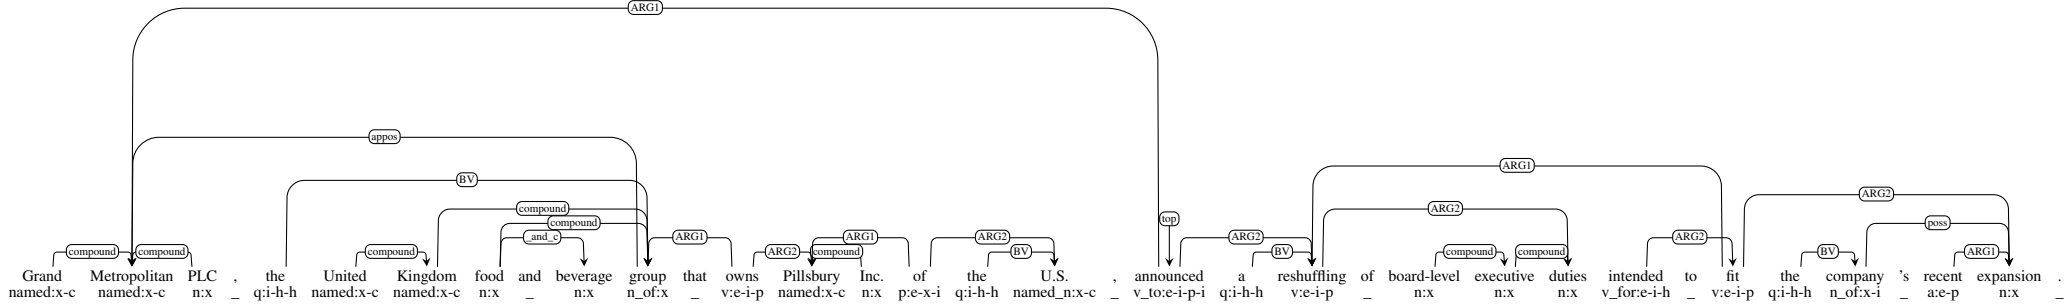 ARG1
appos
ARG1
BV
ARG2
compound ARG2 poss
compound top
compound compound _and_c ARG1 ARG2 ARG1 ARG2 ARG2 ARG2
compound compound BV BV compound compound BV ARG1
Grand Metropolitan PLC , the United Kingdom food and beverage group that owns Pillsbury Inc. of the U.S. , announced a reshuffling of board-level executive duties intended to fit the company 's recent expansion .
named:x-c named:x-c n:x _ q:i-h-h named:x-c named:x-c n:x _ n:x n_of:x _ v:e-i-p named:x-c n:x p:e-x-i q:i-h-h named_n:x-c _ v_to:e-i-p-i q:i-h-h v:e-i-p _ n:x n:x n:x v_for:e-i-h _ v:e-i-p q:i-h-h n_of:x-i _ a:e-p n:x _